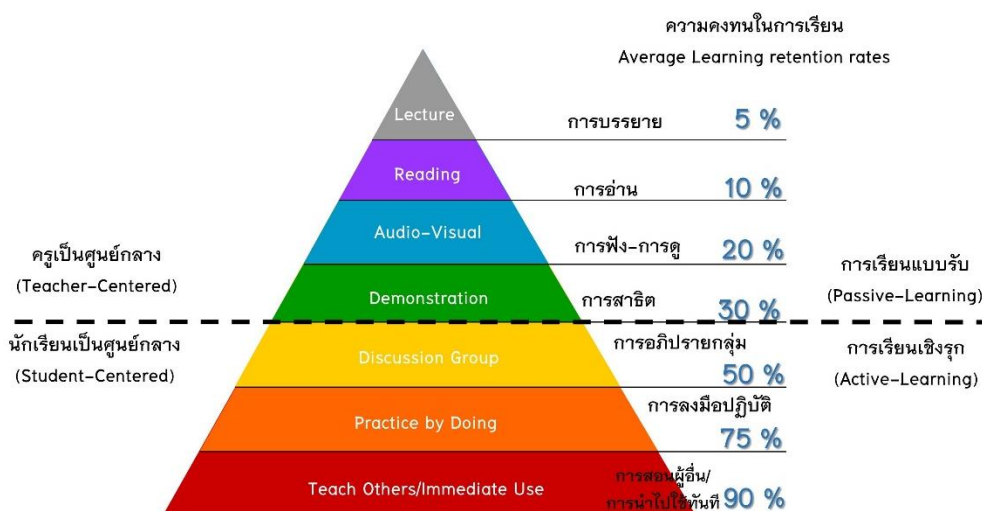 ความคงทนในการเรียน
Average Learning retention rates
Lecture
การบรรยาย
5 %
Reading
การอ่าน
10 %
Audio-Visual
การฟัง-การดู
20 %
ครูเป็นศูนย์กลาง
(Teacher-Centered)
การเรียนแบบรับ
(Passive-Learning)
Demonstration
การสาธิต
30 %
นักเรียนเป็นศูนย์กลาง
(Student-Centered)
การเรียนเชิงรุก
(Active-Learning)
Discussion Group
การอภิปรายกลุ่ม
50 %
Practice by Doing
การลงมือปฏิบัติ
75 %
Teach Others/Immediate Use
การสอนผู้อื่น/
การนำไปใช้ทันที
90 %